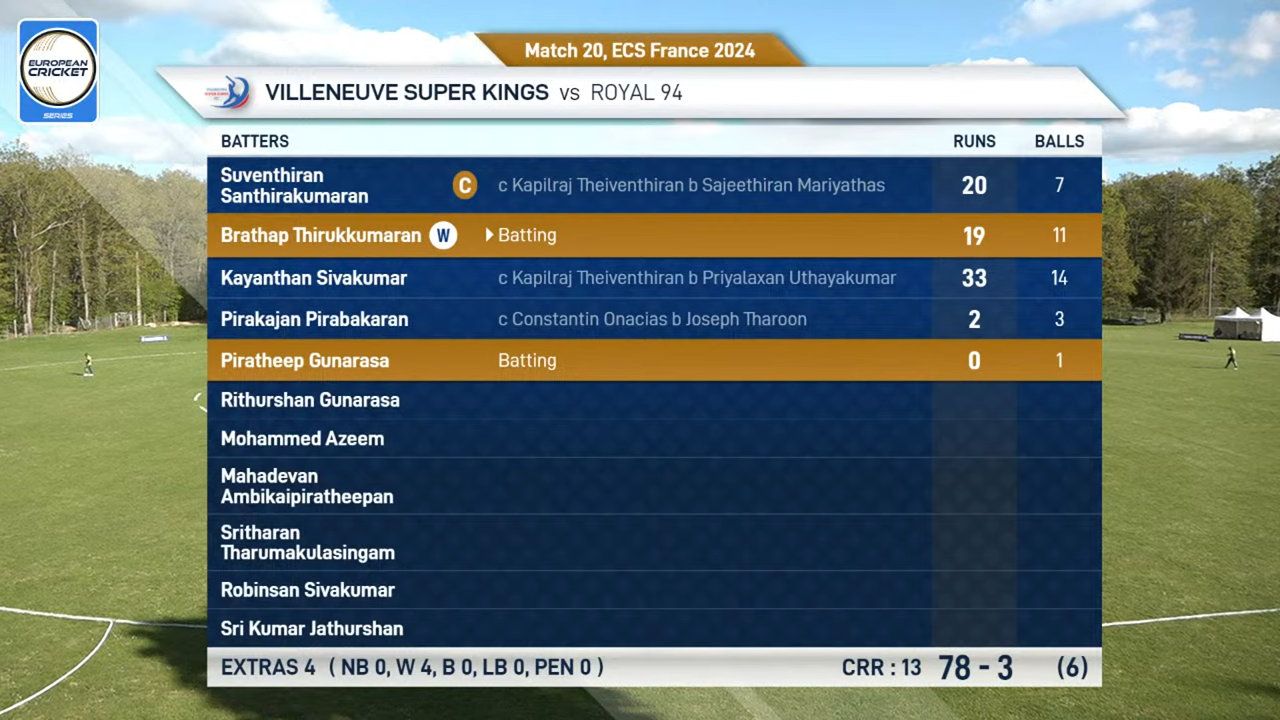 EUROPEAN
CRICKET
SERIES
Match 20, ECS France 2024
VILLENEUVE SUPER KINGS vs ROYAL 94
BATTERS RUNS BALLS
Suventhiran
Santhirakumaran C c Kapilraj Theiventhiran b Sajeethiran Mariyathas 20 7
Brathap Thirukkumaran W Batting 19 11
Kayanthan Sivakumar c Kapilraj Theiventhiran b Priyalaxan Uthayakumar 33 14
Pirakajan Pirabakaran c Constantin Onacias b Joseph Tharoon 2 3
Piratheep Gunarasa Batting 0 1
Rithurshan Gunarasa
Mohammed Azeem
Mahadevan
Ambikaipiratheepan
Sritharan
Tharumakulasingam
Robinsan Sivakumar
Sri Kumar Jathurshan
EXTRAS 4 ( NB 0, W 4, B 0, LB 0, PEN 0 ) CRR : 13 78 - 3 (6)